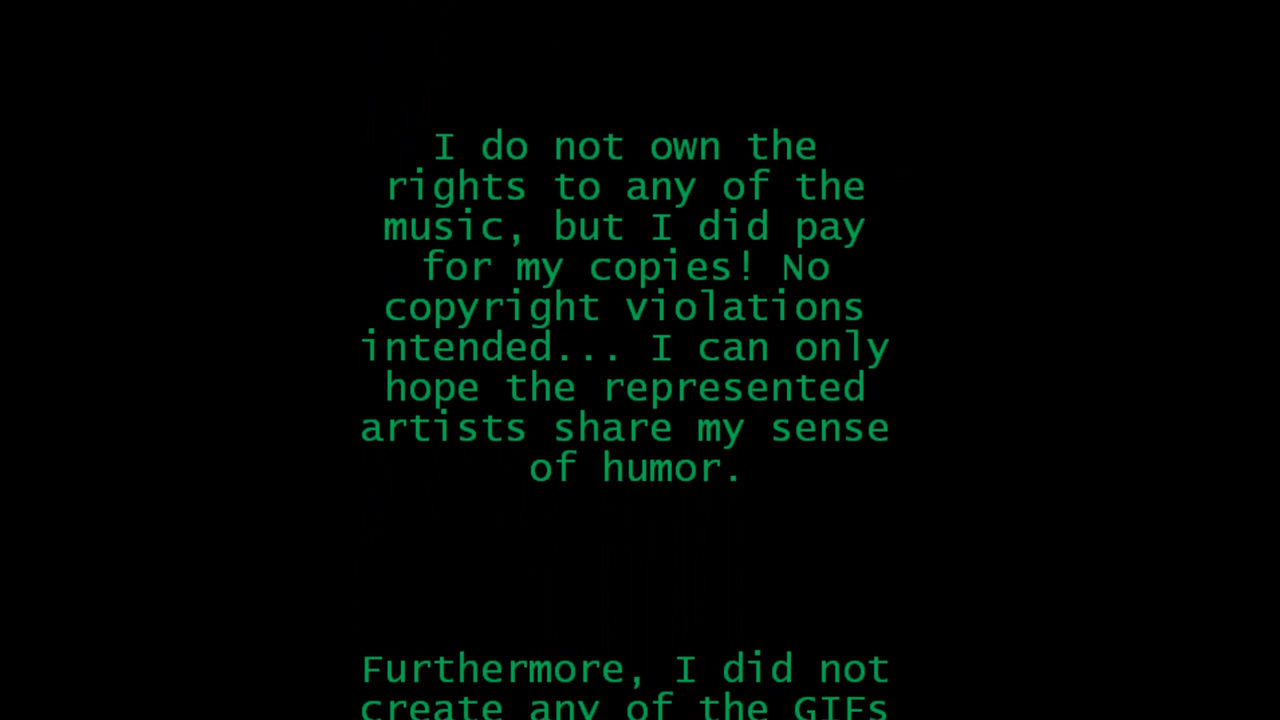 I do not own the
rights to any of the
music, but I did pay
for my copies! No
copyright violations
intended... I can only
hope the represented
artists share my sense
of humor.
Furthermore, I did not
create any of the GIFs